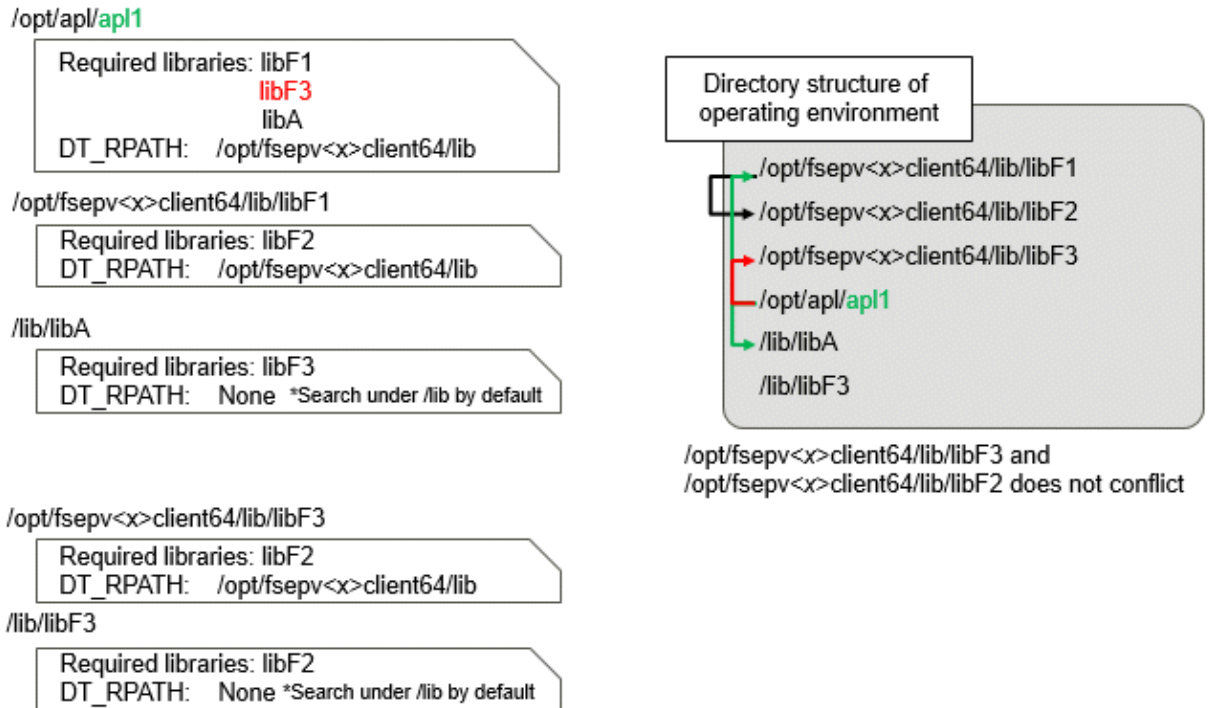 /opt/apl/apl1
Required libraries: libF1
libF3
libA
DT_RPATH: /opt/fsepv<x>client64/lib
/opt/fsepv<x>client64/lib/libF1
Required libraries: libF2
DT_RPATH: /opt/fsepv<x>client64/lib
/lib/libA
Required libraries: libF3
DT_RPATH: None *Search under /lib by default
/opt/fsepv<x>client64/lib/libF3
Required libraries: libF2
DT_RPATH: /opt/fsepv<x>client64/lib
/lib/libF3
Required libraries: libF2
DT_RPATH: None *Search under /lib by default
Directory structure of
operating environment
/opt/fsepv<x>client64/lib/libF1
/opt/fsepv<x>client64/lib/libF2
/opt/fsepv<x>client64/lib/libF3
/opt/apl/apl1
/lib/libA
/lib/libF3
/opt/fsepv<x>client64/lib/libF3 and
/opt/fsepv<x>client64/lib/libF2 does not conflict